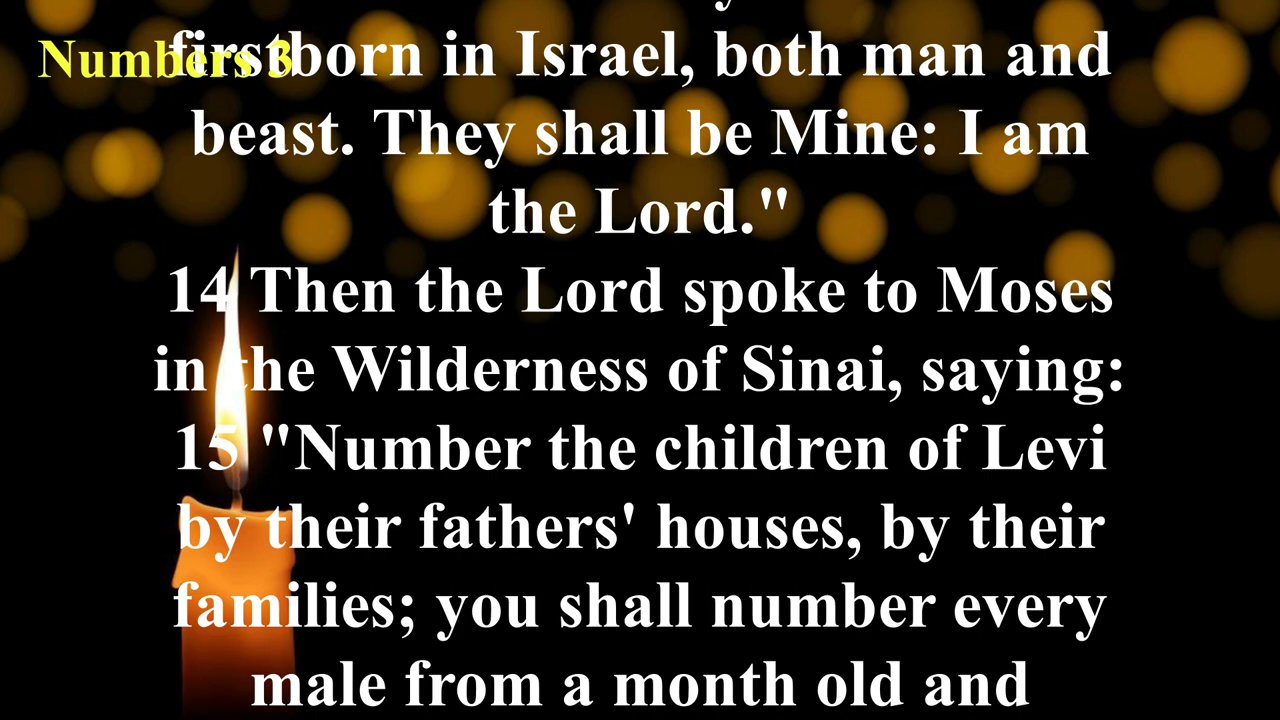 Numbers 3
firstborn in Israel, both man and
beast. They shall be Mine: I am
the Lord."
14 Then the Lord spoke to Moses
in the Wilderness of Sinai, saying:
15 "Number the children of Levi
by their fathers' houses, by their
families; you shall number every
male from a month old and